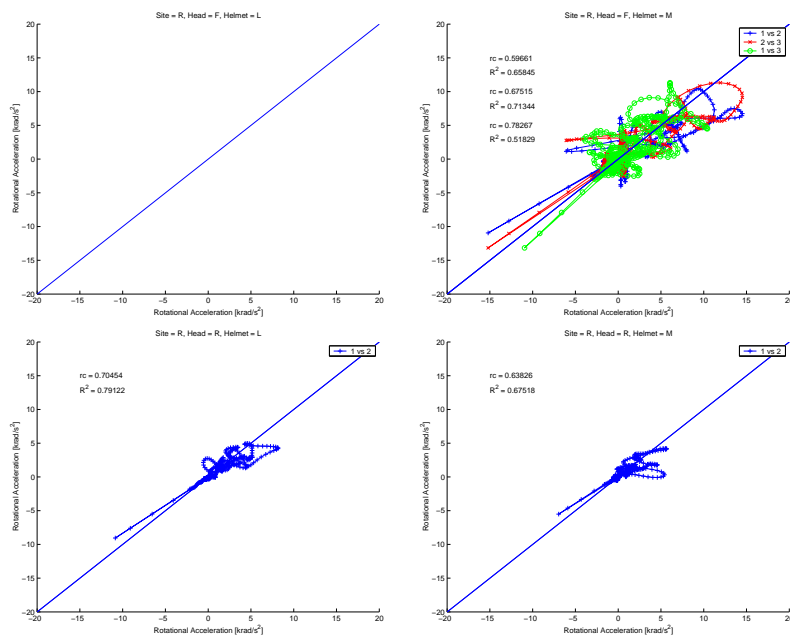 Site = R, Head = F, Helmet = L
20
15
10
5
0
−5
−10
−15
−20
Rotational Acceleration [krad/s²]
−20 −15 −10 −5 0 5 10 15 20
Rotational Acceleration [krad/s²]
Site = R, Head = F, Helmet = M
1 vs 2
2 vs 3
1 vs 3
rc = 0.59661
R² = 0.65845
rc = 0.67515
R² = 0.71344
rc = 0.78267
R² = 0.51829
20
15
10
5
0
−5
−10
−15
−20
Rotational Acceleration [krad/s²]
−20 −15 −10 −5 0 5 10 15 20
Rotational Acceleration [krad/s²]
Site = R, Head = R, Helmet = L
1 vs 2
rc = 0.70454
R² = 0.79122
20
15
10
5
0
−5
−10
−15
−20
Rotational Acceleration [krad/s²]
−20 −15 −10 −5 0 5 10 15 20
Rotational Acceleration [krad/s²]
Site = R, Head = R, Helmet = M
1 vs 2
rc = 0.63826
R² = 0.67518
20
15
10
5
0
−5
−10
−15
−20
Rotational Acceleration [krad/s²]
−20 −15 −10 −5 0 5 10 15 20
Rotational Acceleration [krad/s²]